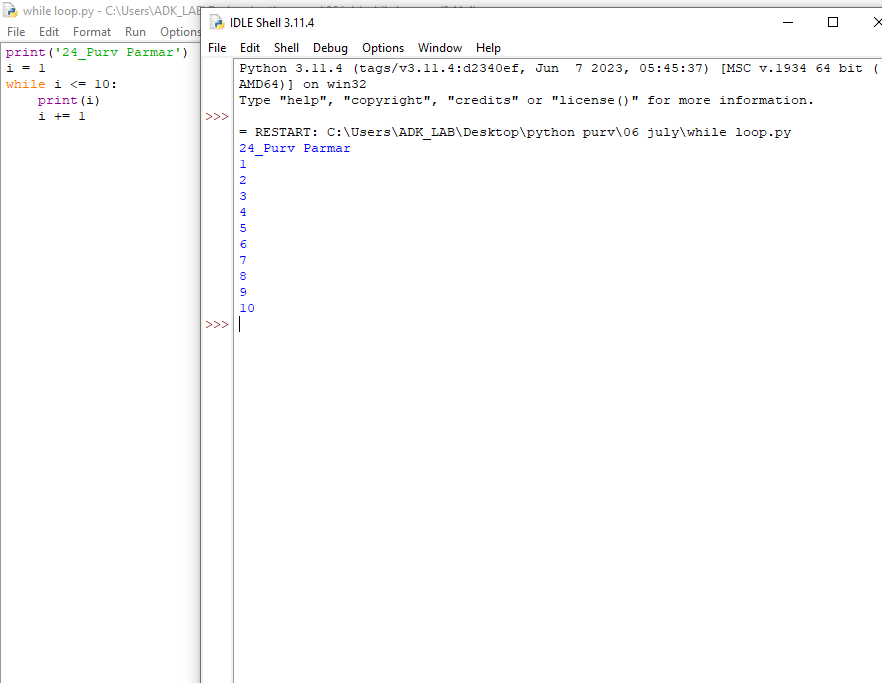 while loop.py - C:\Users\ADK_LAB
File Edit Format Run Options
print('24_Purv Parmar')
i = 1
while i <= 10:
    print(i)
    i += 1
IDLE Shell 3.11.4
File Edit Shell Debug Options Window Help
Python 3.11.4 (tags/v3.11.4:d2340ef, Jun  7 2023, 05:45:37) [MSC v.1934 64 bit (
AMD64)] on win32
Type "help", "copyright", "credits" or "license()" for more information.
>>>
= RESTART: C:\Users\ADK_LAB\Desktop\python purv\06 july\while loop.py
24_Purv Parmar
1
2
3
4
5
6
7
8
9
10
>>>